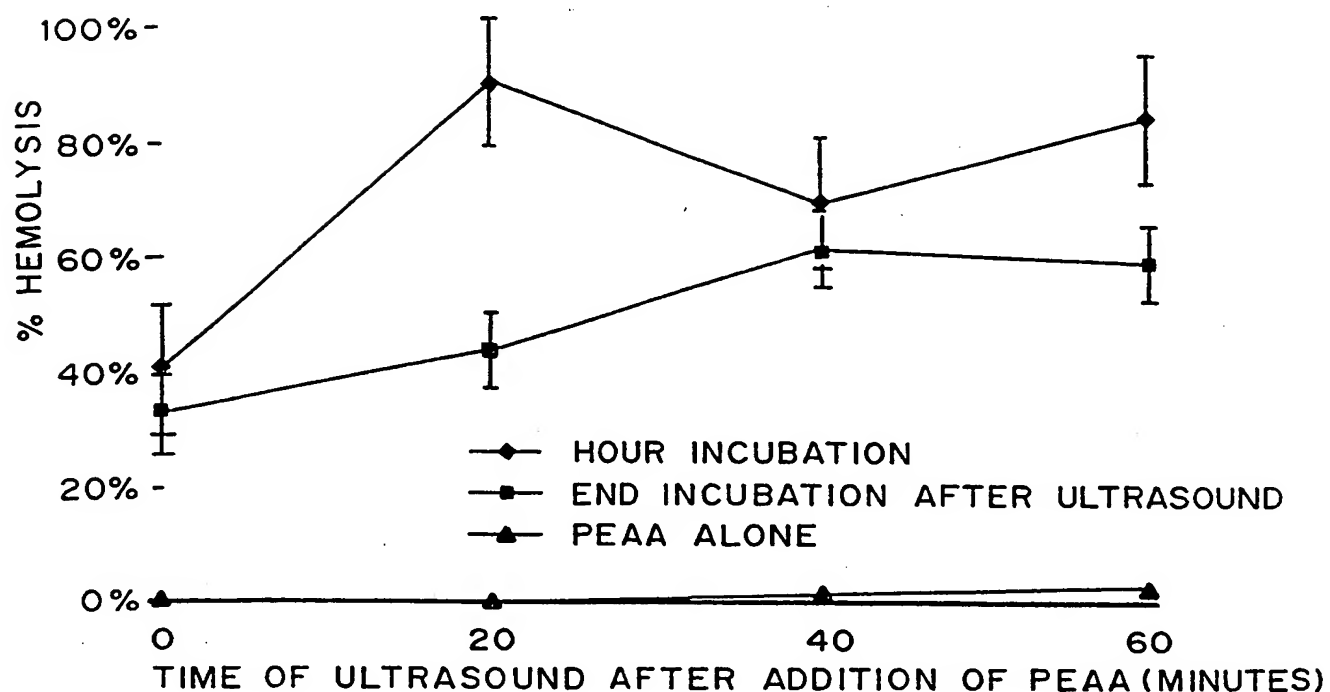 100%
80%
60%
40%
20%
0%
% HEMOLYSIS
HOUR INCUBATION
END INCUBATION AFTER ULTRASOUND
PEAA ALONE
0 20 40 60
TIME OF ULTRASOUND AFTER ADDITION OF PEAA (MINUTES)